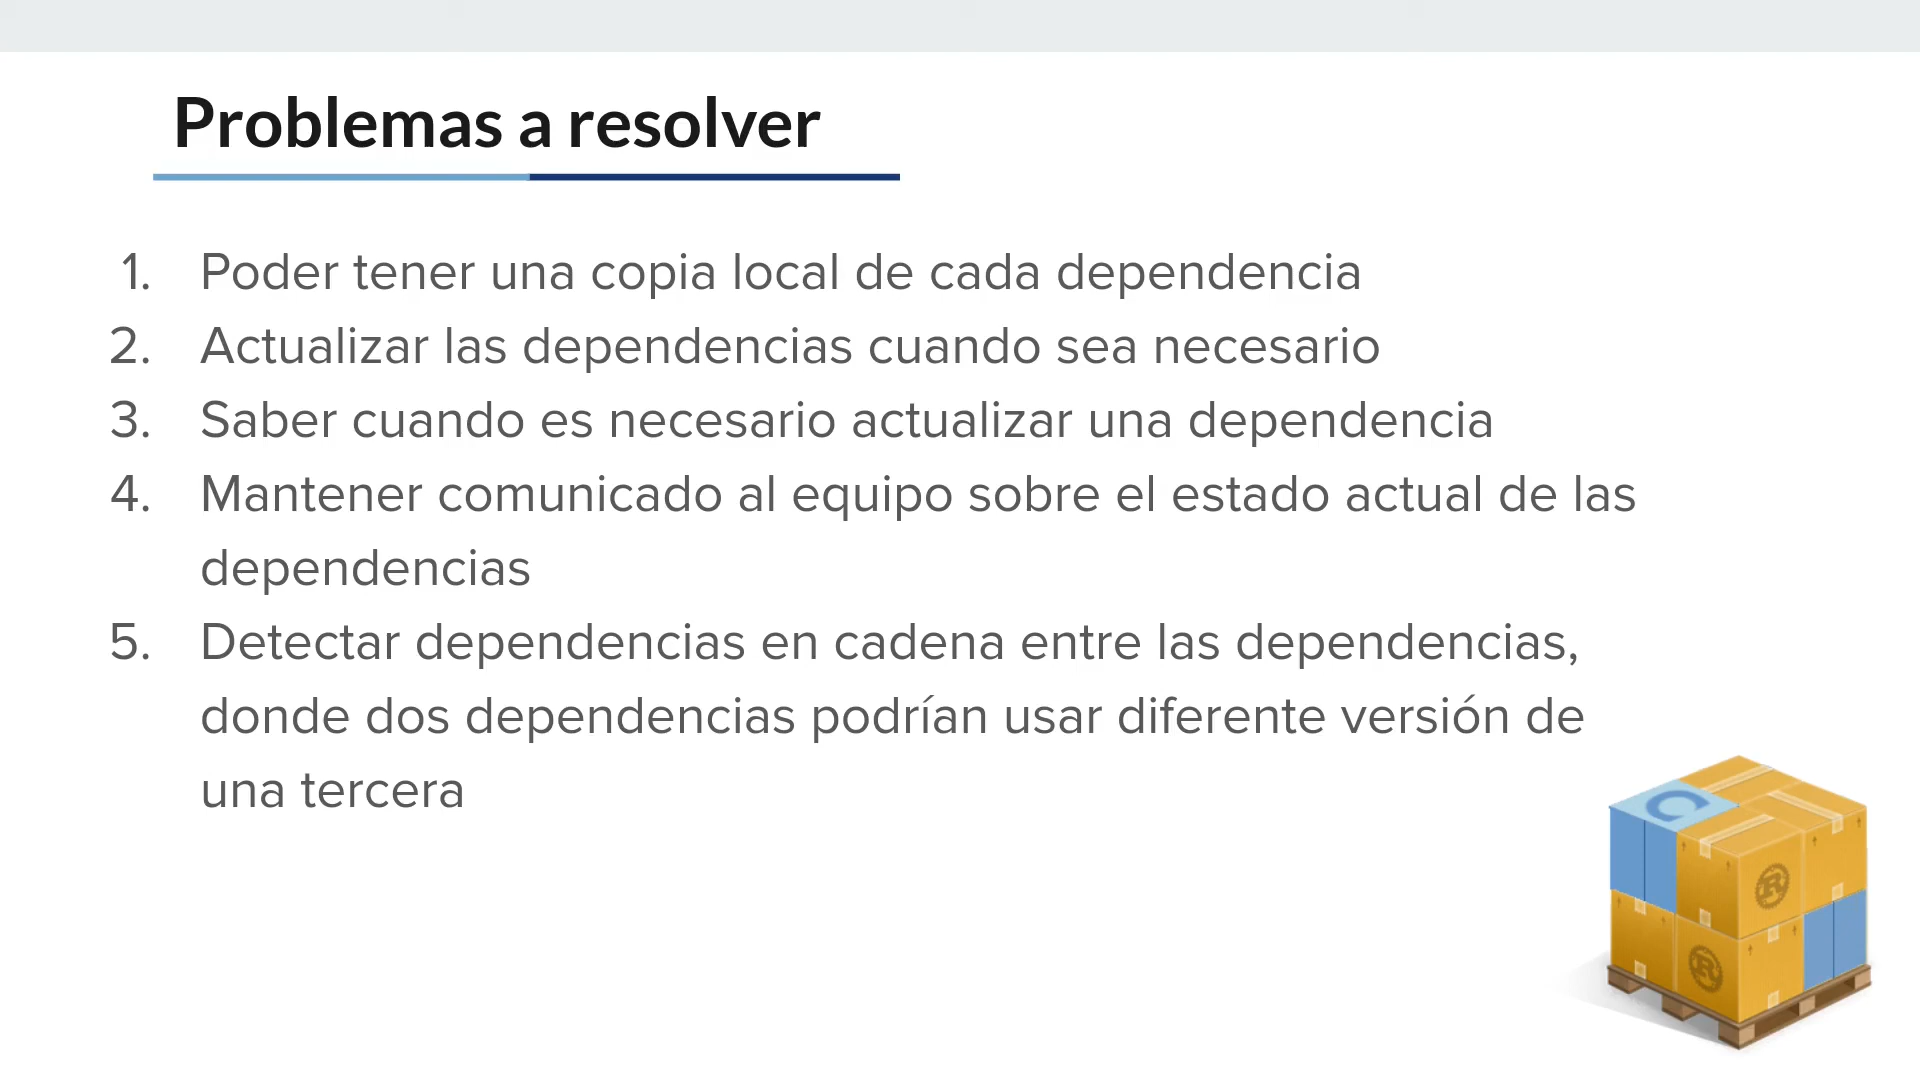 Problemas a resolver
1. Poder tener una copia local de cada dependencia
2. Actualizar las dependencias cuando sea necesario
3. Saber cuando es necesario actualizar una dependencia
4. Mantener comunicado al equipo sobre el estado actual de las
dependencias
5. Detectar dependencias en cadena entre las dependencias,
donde dos dependencias podrían usar diferente versión de
una tercera
C
R
R